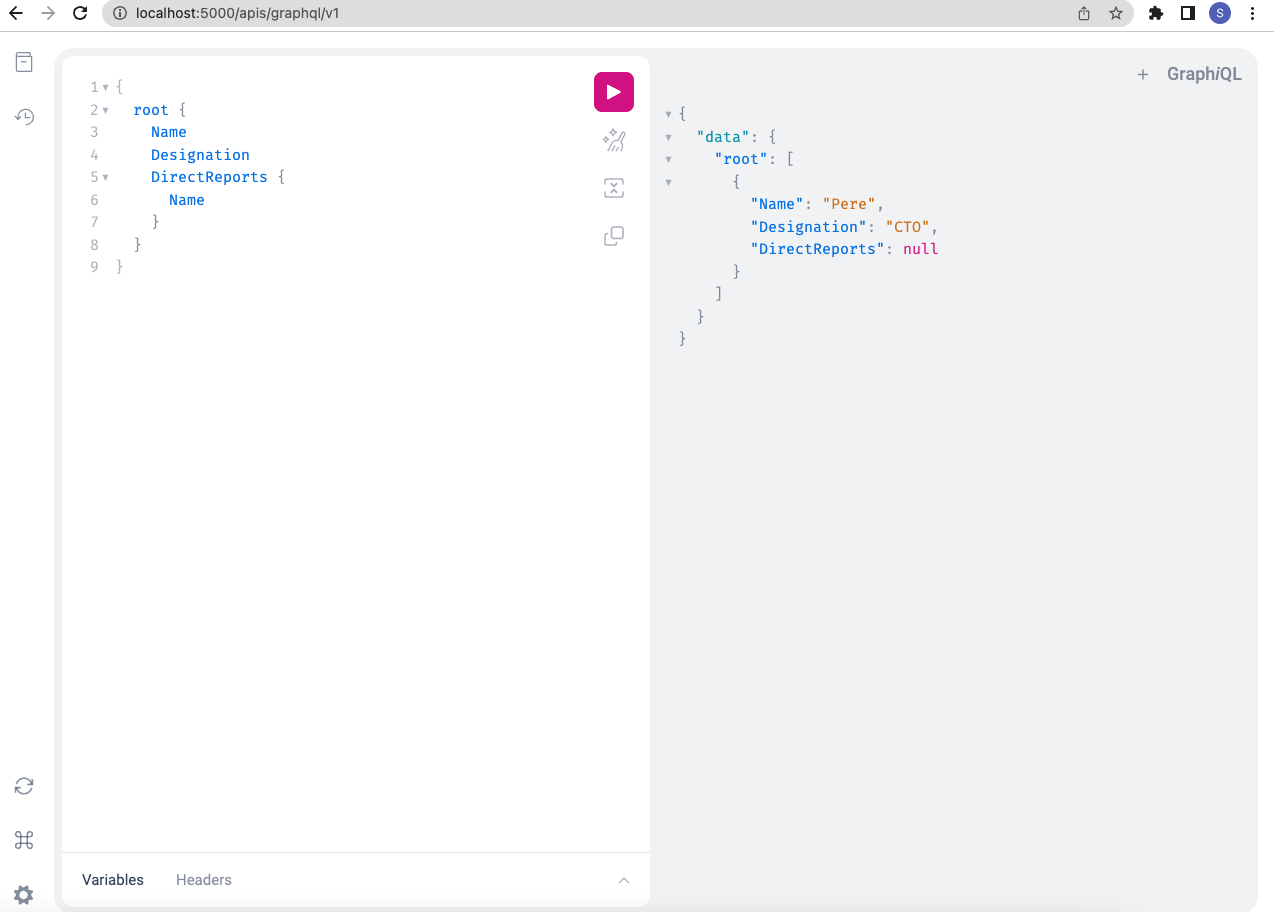 localhost:5000/apis/graphql/v1
S
+ GraphiQL
1 {
2 root {
3 Name
4 Designation
5 DirectReports {
6 Name
7 }
8 }
9 }
{
"data": {
"root": [
{
"Name": "Pere",
"Designation": "CTO",
"DirectReports": null
}
]
}
}
Variables Headers